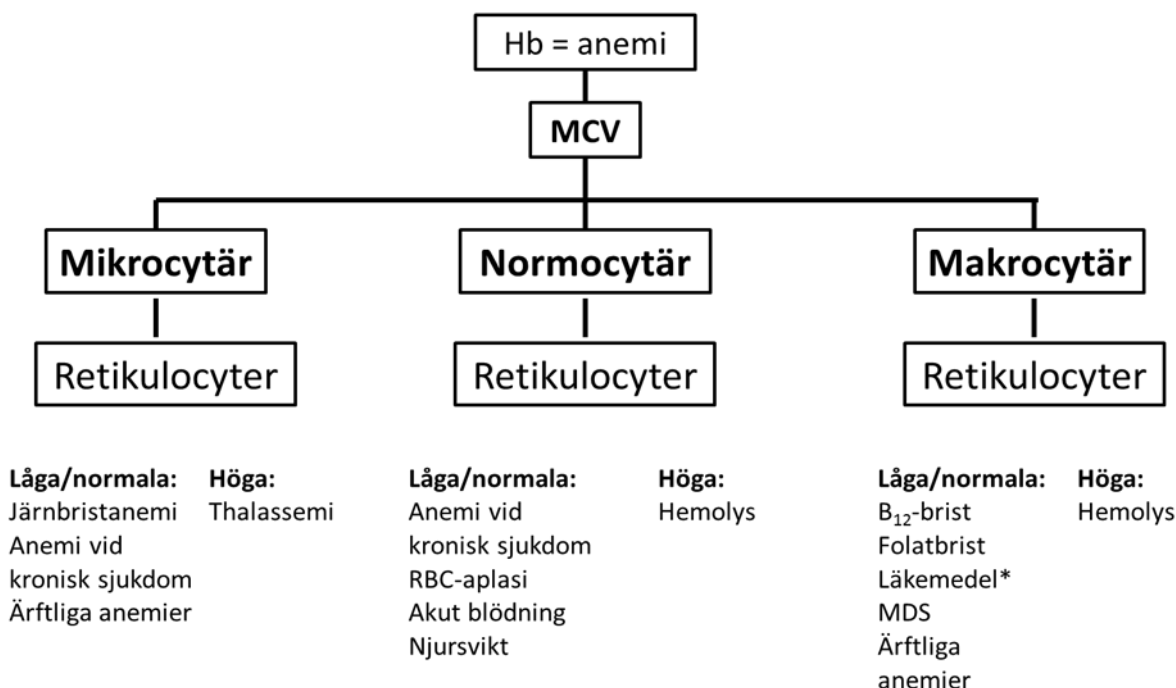 Hb = anemi
MCV
Mikrocytär
Normocytär
Makrocytär
Retikulocyter
Retikulocyter
Retikulocyter
Låga/normala:
Järnbristanemi
Anemi vid
kronisk sjukdom
Ärftliga anemier
Höga:
Thalassemi
Låga/normala:
Anemi vid
kronisk sjukdom
RBC-aplasi
Akut blödning
Njursvikt
Höga:
Hemolys
Låga/normala:
B₁₂-brist
Folatbrist
Läkemedel*
MDS
Ärftliga
anemier
Höga:
Hemolys